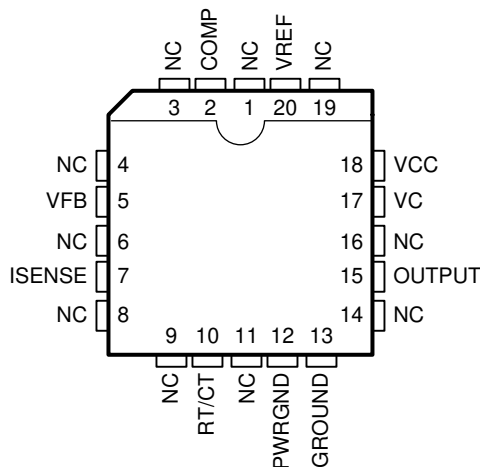 NC COMP NC VREF NC
3 2 1 20 19
NC 4 18 VCC
VFB 5 17 VC
NC 6 16 NC
ISENSE 7 15 OUTPUT
NC 8 14 NC
9 10 11 12 13
NC RT/CT NC PWRGND GROUND